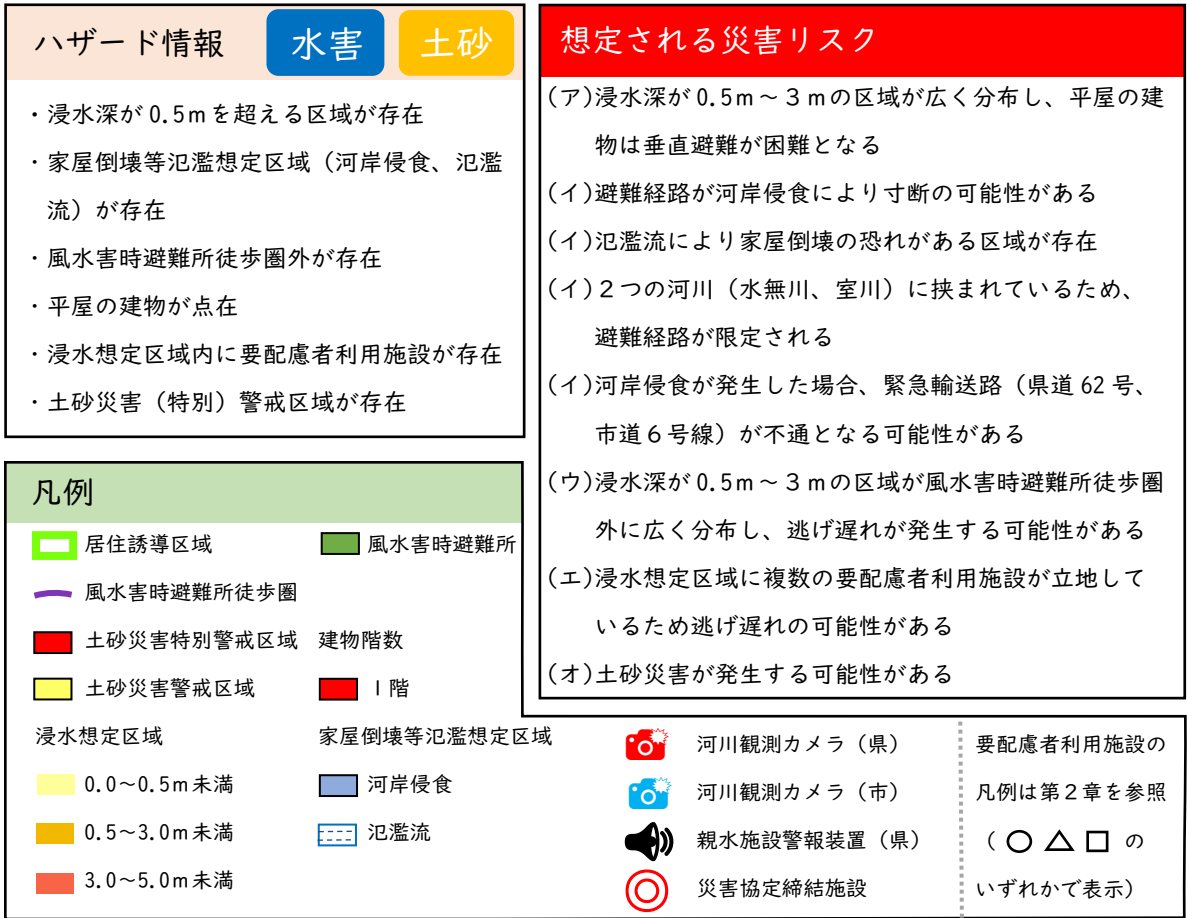 ハザード情報 水害 土砂
・浸水深が0.5mを超える区域が存在
・家屋倒壊等氾濫想定区域(河岸侵食、氾濫
流)が存在
・風水害時避難所徒歩圏外が存在
・平屋の建物が点在
・浸水想定区域内に要配慮者利用施設が存在
・土砂災害(特別)警戒区域が存在
想定される災害リスク
(ア)浸水深が0.5m~3mの区域が広く分布し、平屋の建
物は垂直避難が困難となる
(イ)避難経路が河岸侵食により寸断の可能性がある
(イ)氾濫流により家屋倒壊の恐れがある区域が存在
(イ)2つの河川(水無川、室川)に挟まれているため、
避難経路が限定される
(イ)河岸侵食が発生した場合、緊急輸送路(県道62号、
市道6号線)が不通となる可能性がある
(ウ)浸水深が0.5m~3mの区域が風水害時避難所徒歩圏
外に広く分布し、逃げ遅れが発生する可能性がある
(エ)浸水想定区域に複数の要配慮者利用施設が立地して
いるため逃げ遅れの可能性がある
(オ)土砂災害が発生する可能性がある
凡例
居住誘導区域
風水害時避難所
風水害時避難所徒歩圏
土砂災害特別警戒区域
土砂災害警戒区域
建物階数
1階
浸水想定区域
0.0~0.5m未満
0.5~3.0m未満
3.0~5.0m未満
家屋倒壊等氾濫想定区域
河岸侵食
氾濫流
河川観測カメラ(県)
河川観測カメラ(市)
親水施設警報装置(県)
災害協定締結施設
要配慮者利用施設の
凡例は第2章を参照
(○△□の
いずれかで表示)